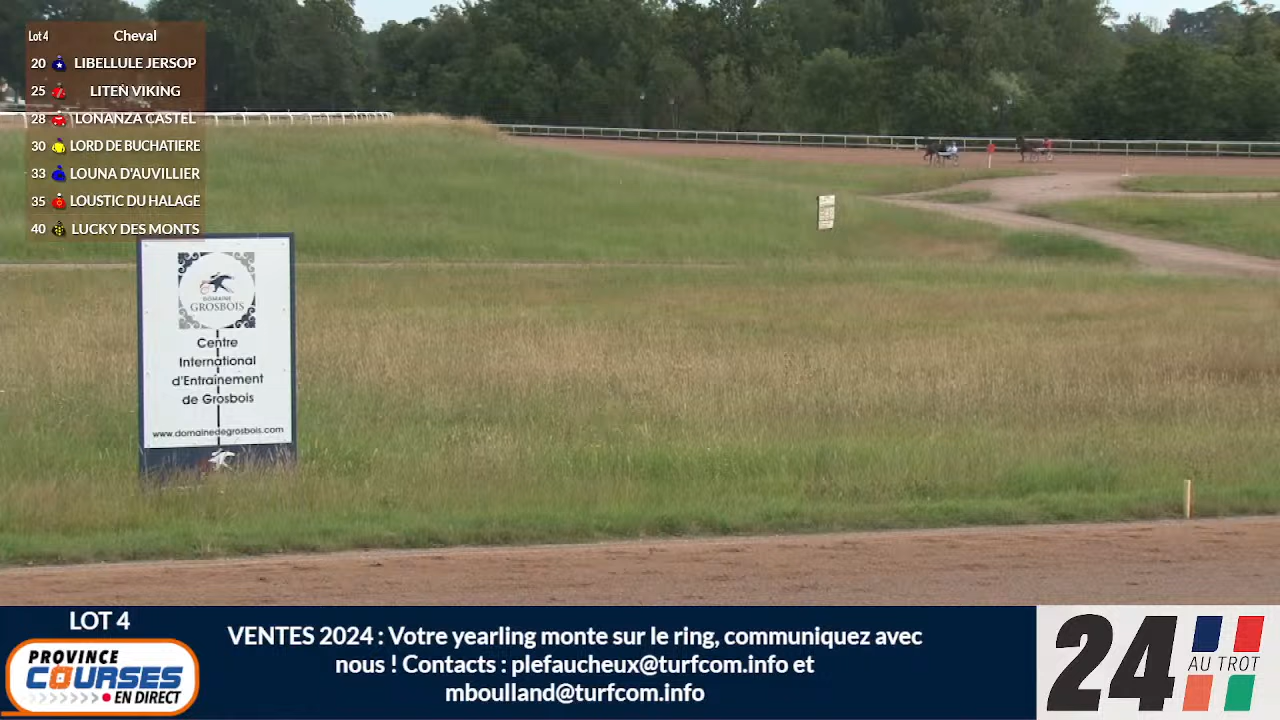 Lot 4 Cheval
20 LIBELLULE JERSOP
25 LITEN VIKING
28 LONANZA CASTEL
30 LORD DE BUCHATIERE
33 LOUNA D'AUVILLIER
35 LOUSTIC DU HALAGE
40 LUCKY DES MONTS
DOMAINE
GROSBOIS
Centre
International
d'Entrainement
de Grosbois
www.domainedegrosbois.com
LOT 4
PROVINCE
COURSES
EN DIRECT
VENTES 2024 : Votre yearling monte sur le ring, communiquez avec
nous ! Contacts : plefaucheux@turfcom.info et
mboulland@turfcom.info
24
AU TROT